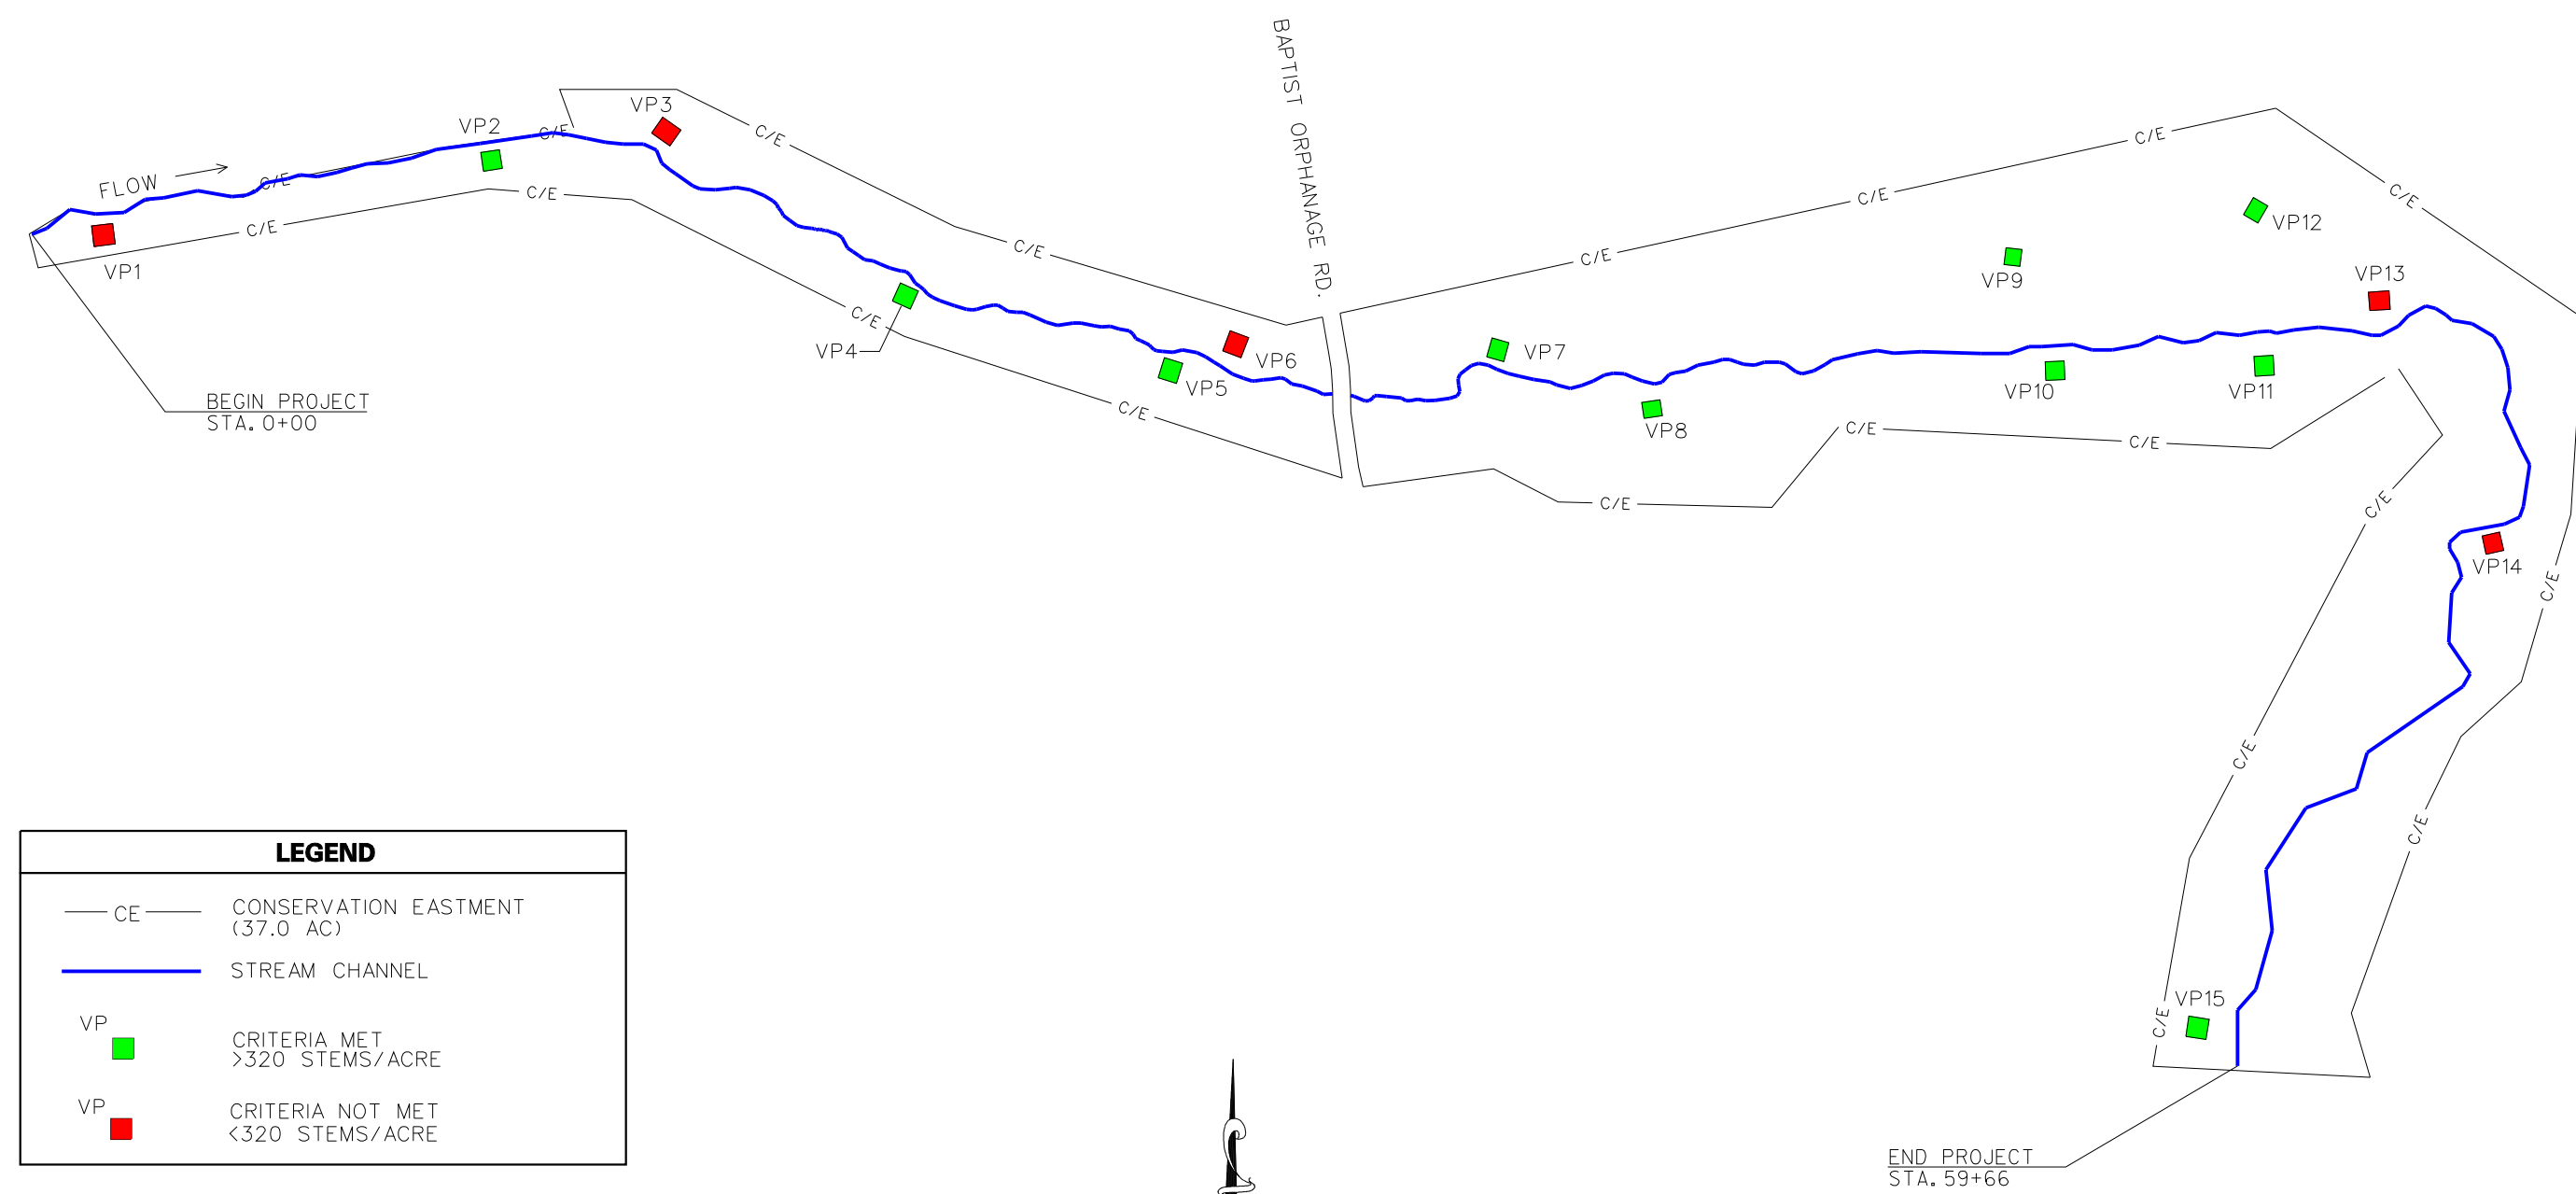 BAPTIST ORPHANAGE RD.
VP3
VP2
C/E
C/E
C/E
C/E
FLOW
C/E
C/E
C/E
C/E
C/E
VP12
C/E
C/E
C/E
VP9
VP13
VP1
C/E
VP4
VP6
VP7
VP5
VP10
VP11
BEGIN PROJECT
STA. 0+00
C/E
VP8
C/E
C/E
C/E
C/E
VP14
C/E
C/E
C/E
LEGEND
CE
CONSERVATION EASTMENT
(37.0 AC)
STREAM CHANNEL
VP
CRITERIA MET
>320 STEMS/ACRE
VP
CRITERIA NOT MET
<320 STEMS/ACRE
VP15
C/E
END PROJECT
STA. 59+66